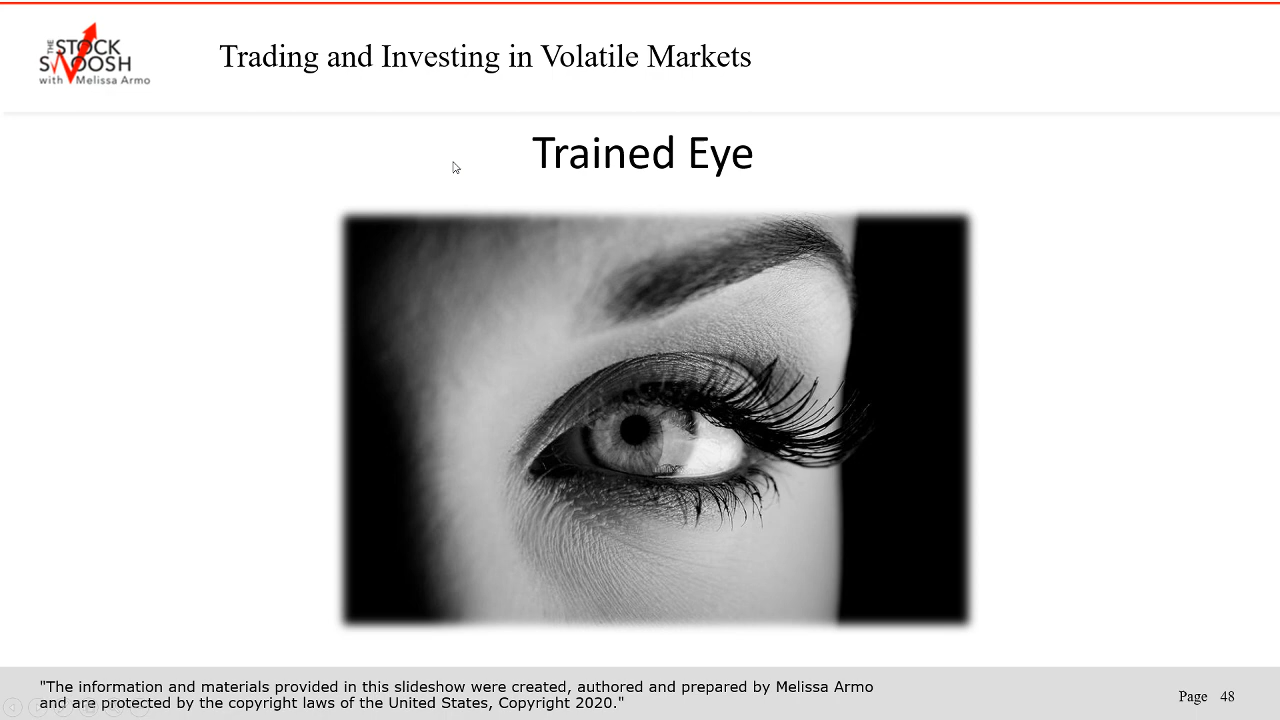 THE
STOCK
SWOOSH
with Melissa Armo
Trading and Investing in Volatile Markets
Trained Eye
"The information and materials provided in this slideshow were created, authored and prepared by Melissa Armo
and are protected by the copyright laws of the United States, Copyright 2020."
Page 48